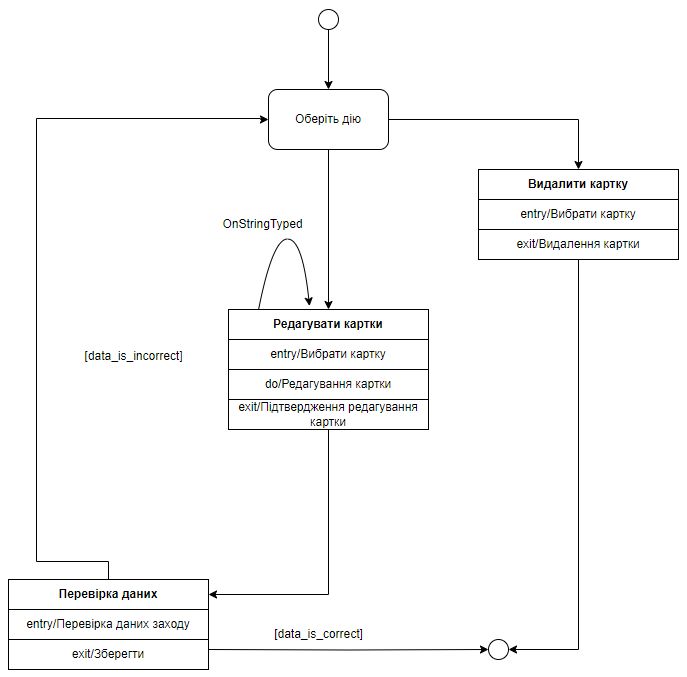 Оберіть дію
Видалити картку
entry/Вибрати картку
exit/Видалення картки
OnStringTyped
Редагувати картки
entry/Вибрати картку
do/Редагування картки
exit/Підтвердження редагування
картки
[data_is_incorrect]
Перевірка даних
entry/Перевірка даних заходу
exit/Зберегти
[data_is_correct]